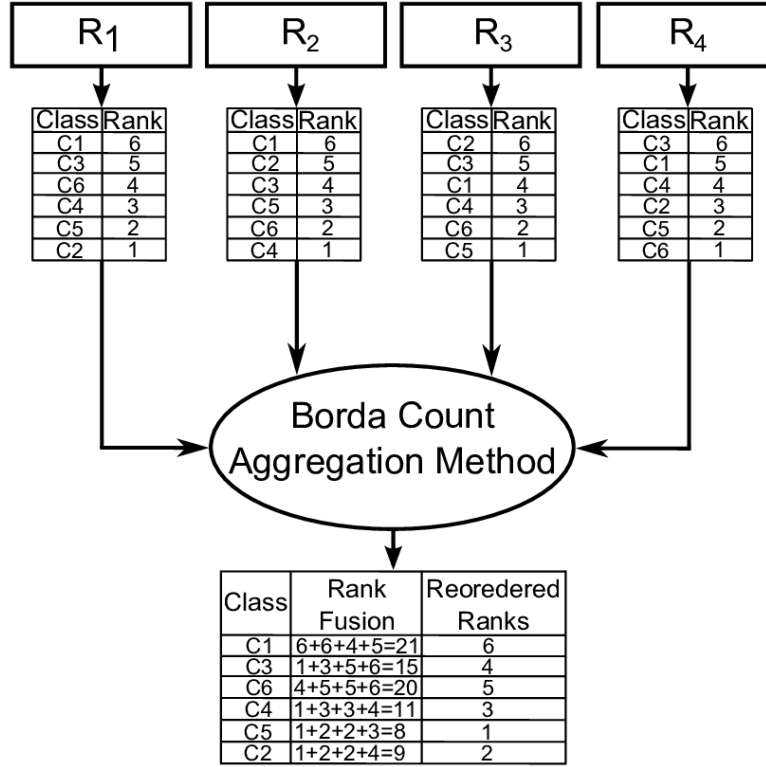 R1 R2 R3 R4
Class Rank Class Rank Class Rank Class Rank
C1 6 C1 6 C2 6 C3 6
C3 5 C2 5 C3 5 C1 5
C6 4 C3 4 C1 4 C4 4
C4 3 C5 3 C4 3 C2 3
C5 2 C6 2 C6 2 C5 2
C2 1 C4 1 C5 1 C6 1
Borda Count
Aggregation Method
Class Rank Fusion Reoredered Ranks
C1 6+6+4+5=21 6
C3 1+3+5+6=15 4
C6 4+5+5+6=20 5
C4 1+3+3+4=11 3
C5 1+2+2+3=8 1
C2 1+2+2+4=9 2